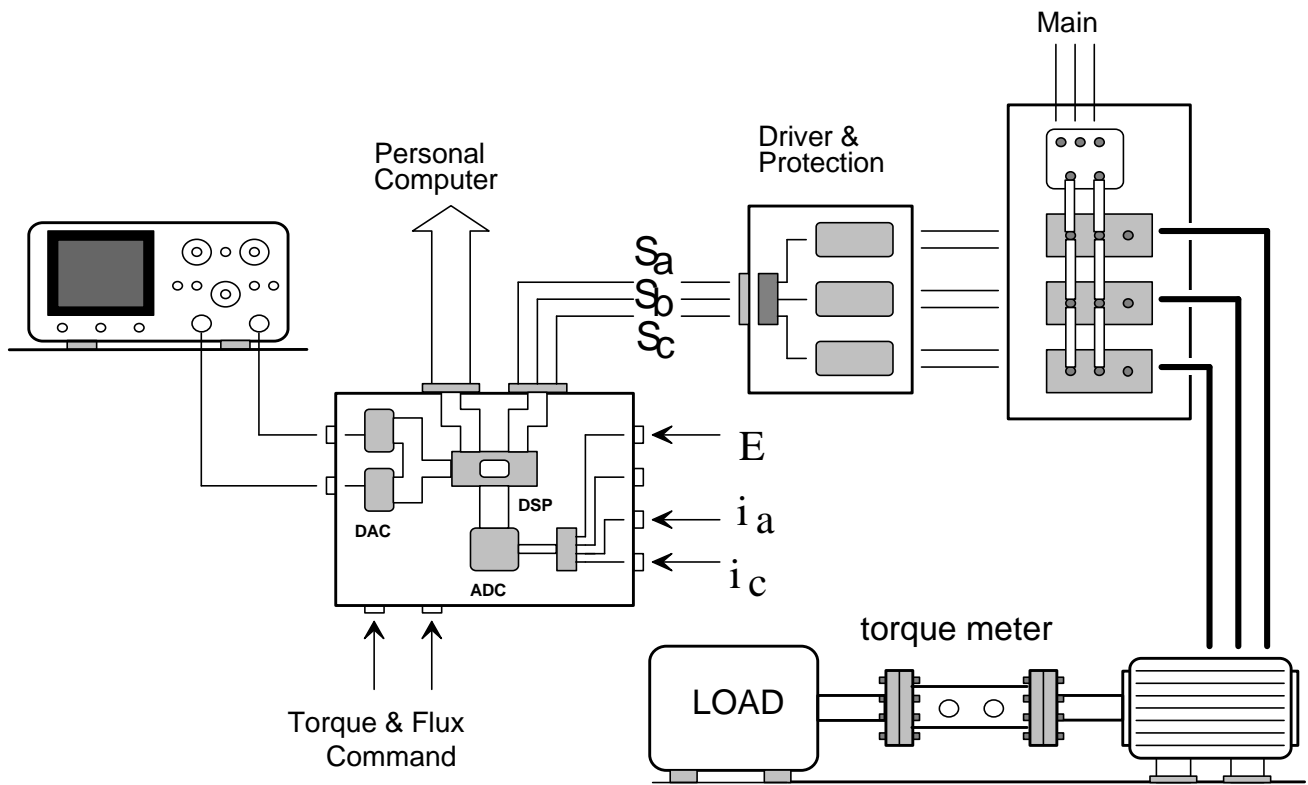 Main
Driver &
Protection
Personal
Computer
Sa
Sb
Sc
E
DSP
DAC
ia
ADC
ic
torque meter
LOAD
Torque & Flux
Command